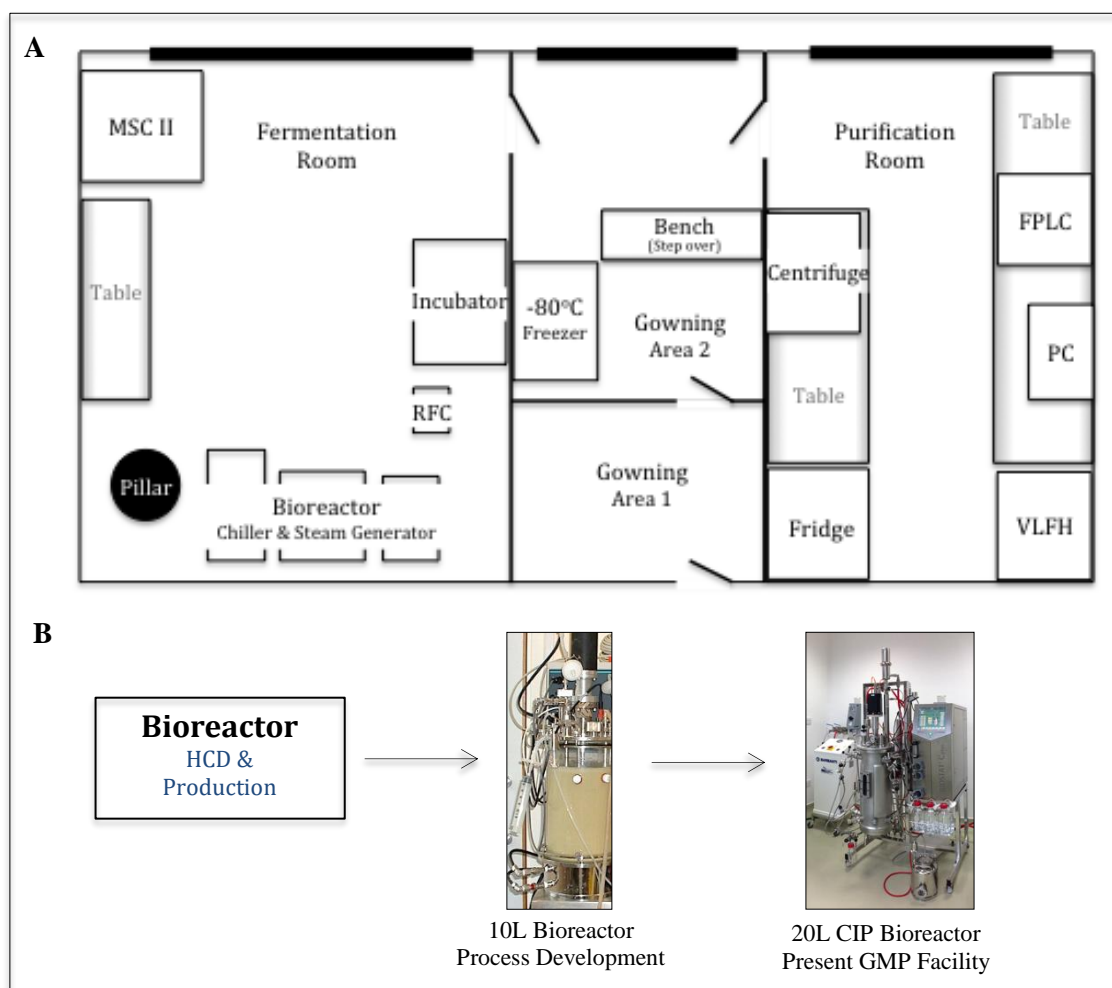 A
MSC II
Fermentation
Room
Purification
Room
Table
FPLC
Bench
(Step over)
Centrifuge
Table
Incubator
-80°C
Freezer
Gowning
Area 2
PC
RFC
Table
Pillar
Bioreactor
Chiller & Steam Generator
Gowning
Area 1
Fridge
VLFH
B
Bioreactor
HCD &
Production
10L Bioreactor
Process Development
20L CIP Bioreactor
Present GMP Facility